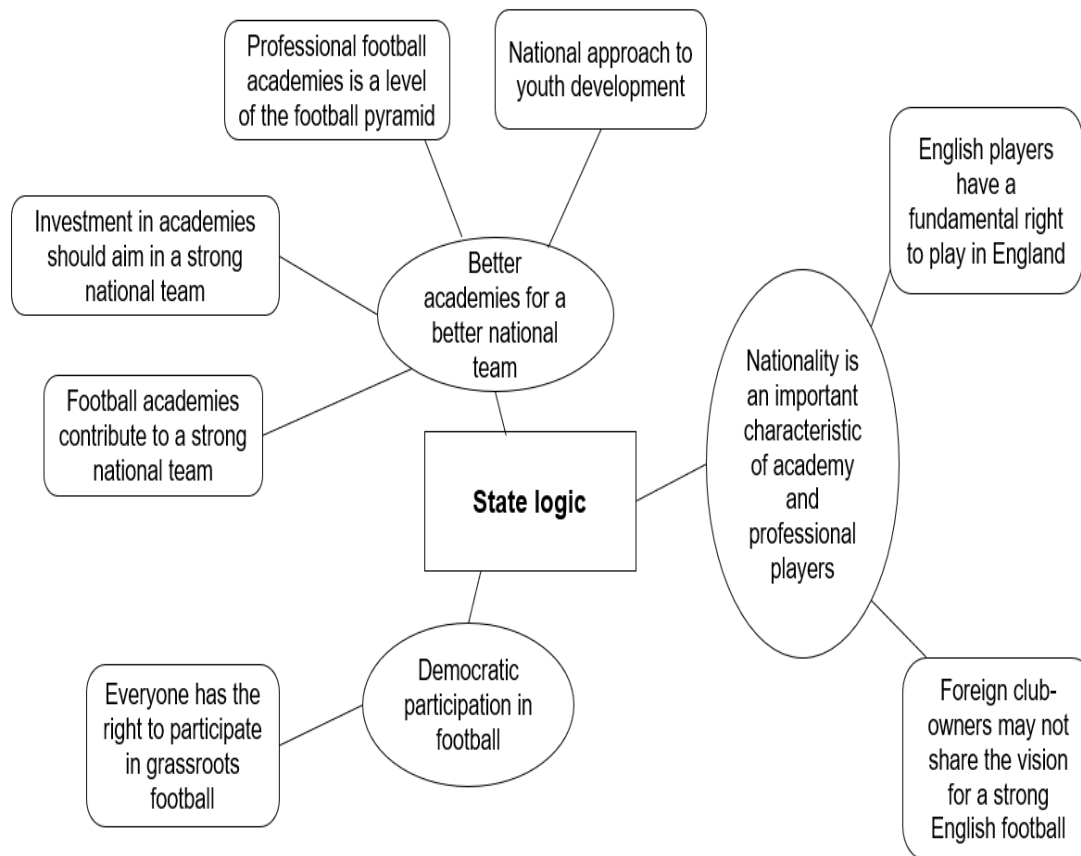 Professional football
academies is a level
of the football pyramid
National approach to
youth development
English players
have a
fundamental right
to play in England
Investment in academies
should aim in a strong
national team
Better
academies for a
better national
team
Nationality is
an important
characteristic
of academy
and
professional
players
Football academies
contribute to a strong
national team
State logic
Democratic
participation in
football
Everyone has the
right to participate
in grassroots
football
Foreign club-
owners may not
share the vision
for a strong
English football